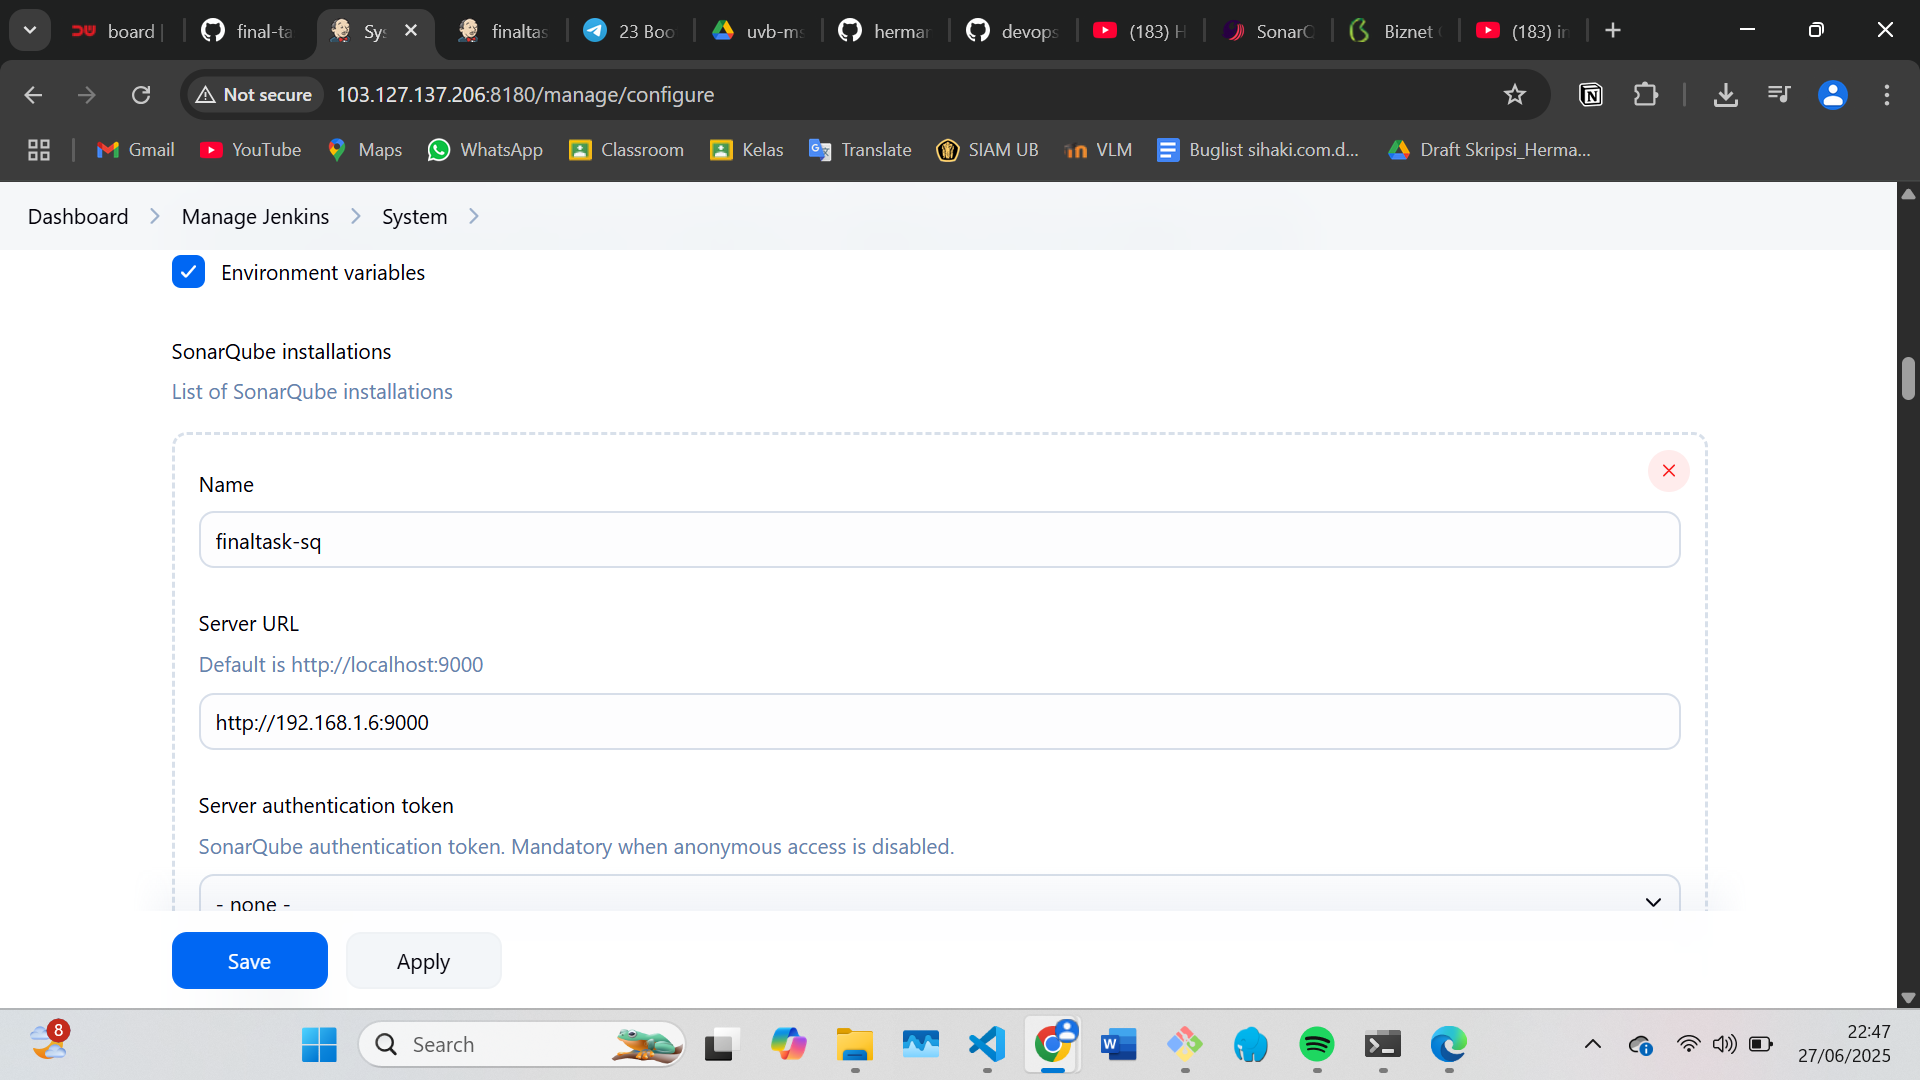 board |
final-ta
Sys
finaltas
23 Boo
uvb-ms
hermar
devops
(183) H
SonarQ
Biznet
(183) in
Not secure
103.127.137.206:8180/manage/configure
Gmail
YouTube
Maps
WhatsApp
Classroom
Kelas
Translate
SIAM UB
VLM
Buglist sihaki.com.d...
Draft Skripsi_Herma...
Dashboard
Manage Jenkins
System
Environment variables
SonarQube installations
List of SonarQube installations
Name
finaltask-sq
Server URL
Default is http://localhost:9000
http://192.168.1.6:9000
Server authentication token
SonarQube authentication token. Mandatory when anonymous access is disabled.
- none -
Save
Apply
8
Search
22:47
27/06/2025